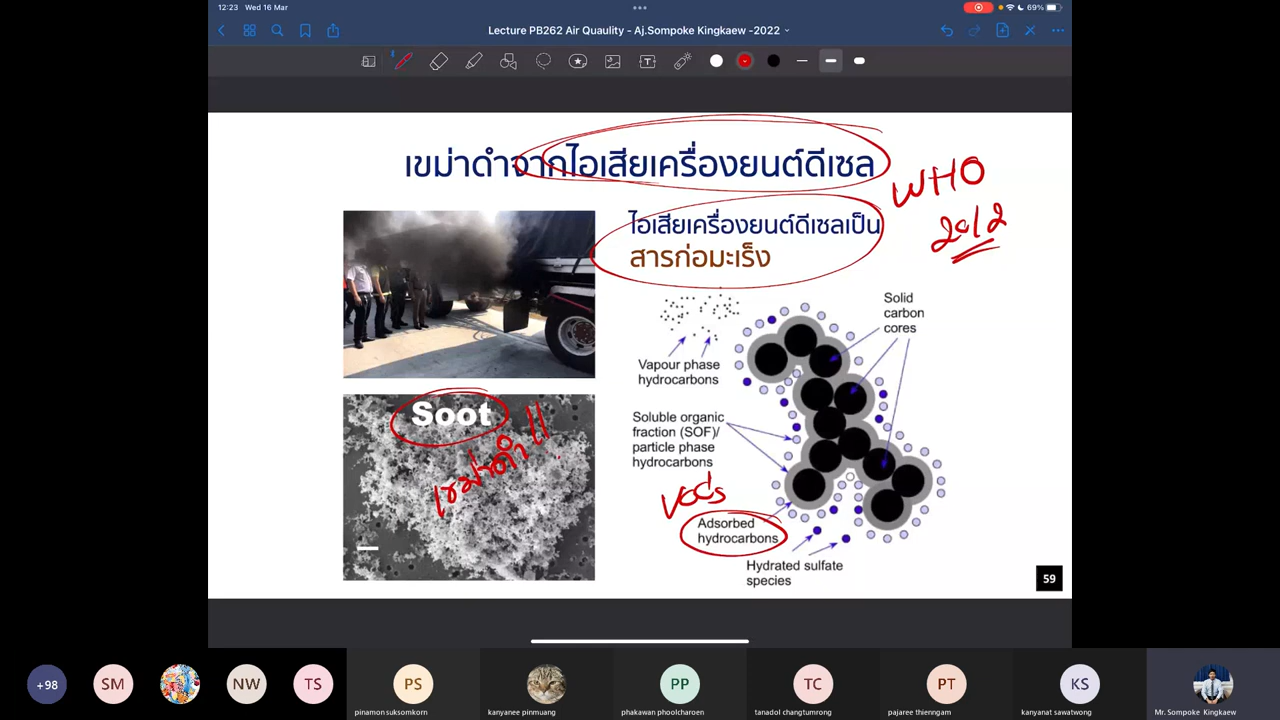 12:23 Wed 16 Mar
69%
Lecture PB262 Air Quaulity - Aj.Sompoke Kingkaew -2022
เขม่าดำจากไอเสียเครื่องยนต์ดีเซล
WHO
2012
ไอเสียเครื่องยนต์ดีเซลเป็น
สารก่อมะเร็ง
Solid
carbon
cores
Vapour phase
hydrocarbons
Soot
เขม่าดำ !!
Soluble organic
fraction (SOF)/
particle phase
hydrocarbons
VOCs
Adsorbed
hydrocarbons
Hydrated sulfate
species
59
+98
SM
NW
TS
PS
PP
TC
PT
KS
pinamon suksomkorn
kanyanee pinmuang
phakawan phoolcharoen
tanadol changtumrong
pajaree thienngam
kanyanat sawatwong
Mr. Sompoke Kingkaew